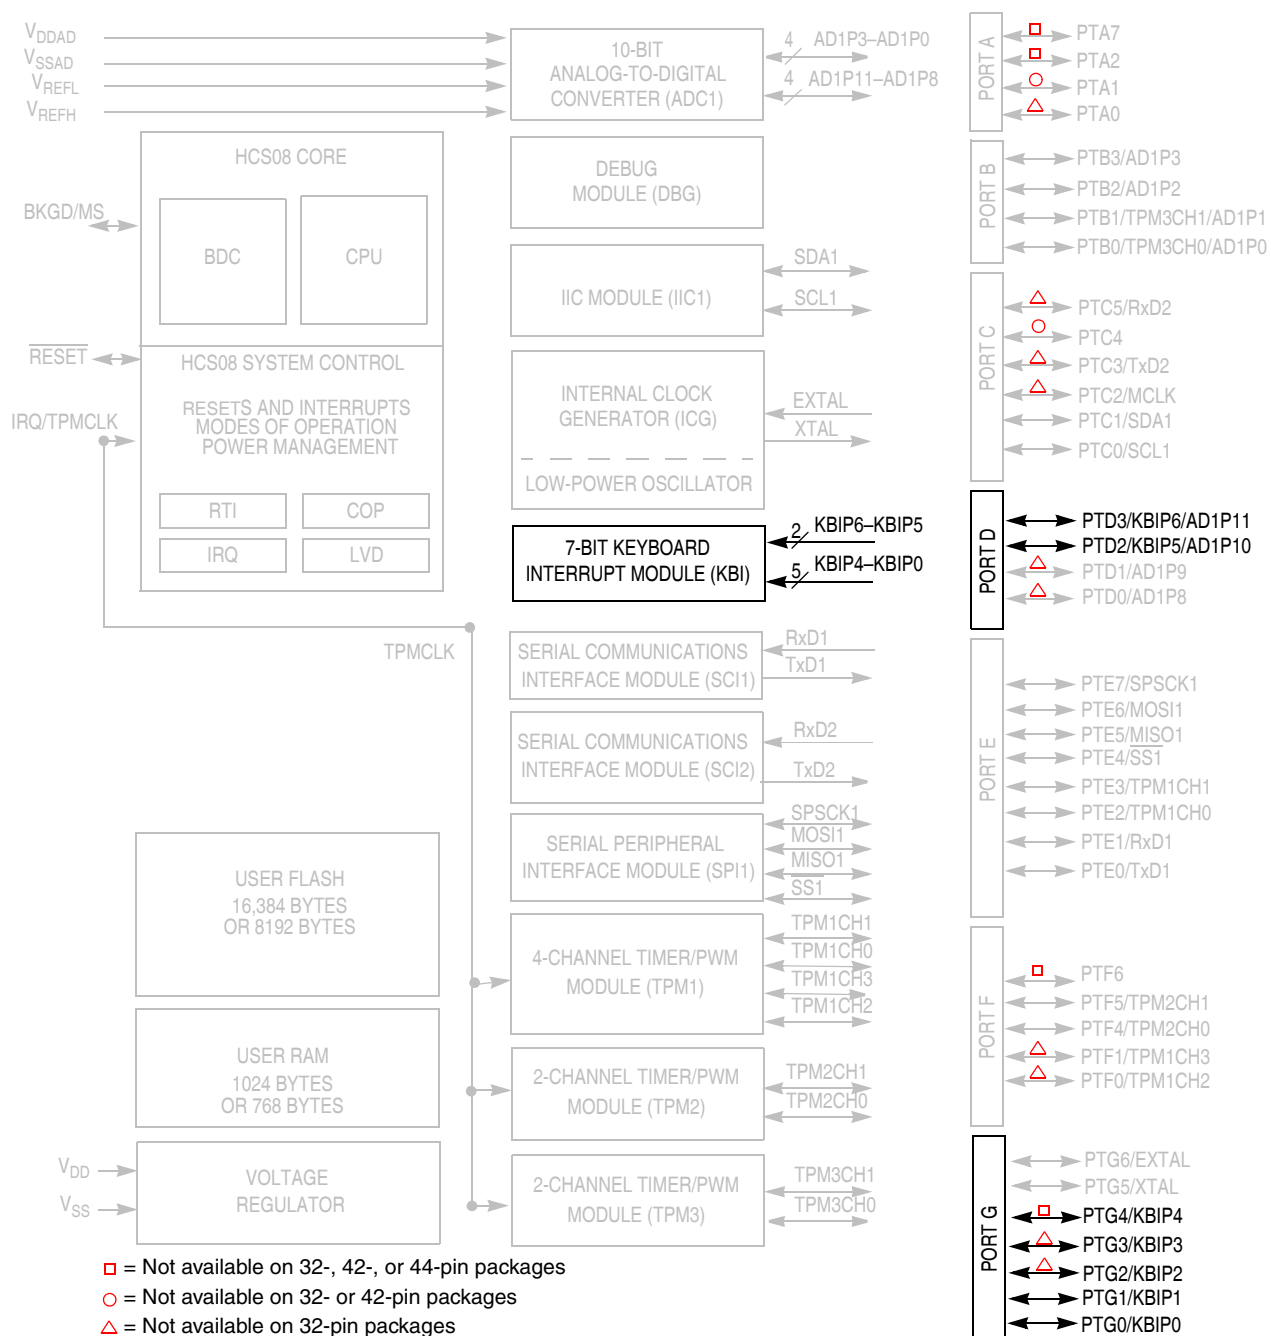 VDDAD
VSSAD
VREFL
VREFH
10-BIT
ANALOG-TO-DIGITAL
CONVERTER (ADC1)
4 AD1P3–AD1P0
4 AD1P11–AD1P8
HCS08 CORE
BDC
CPU
BKGD/MS
RESET
IRQ/TPMCLK
HCS08 SYSTEM CONTROL
RESETS AND INTERRUPTS
MODES OF OPERATION
POWER MANAGEMENT
RTI
COP
IRQ
LVD
TPMCLK
DEBUG
MODULE (DBG)
IIC MODULE (IIC1)
SDA1
SCL1
INTERNAL CLOCK
GENERATOR (ICG)
LOW-POWER OSCILLATOR
EXTAL
XTAL
7-BIT KEYBOARD
INTERRUPT MODULE (KBI)
2 KBIP6–KBIP5
5 KBIP4–KBIP0
SERIAL COMMUNICATIONS
INTERFACE MODULE (SCI1)
RxD1
TxD1
SERIAL COMMUNICATIONS
INTERFACE MODULE (SCI2)
RxD2
TxD2
SERIAL PERIPHERAL
INTERFACE MODULE (SPI1)
SPSCK1
MOSI1
MISO1
SS1
USER FLASH
16,384 BYTES
OR 8192 BYTES
4-CHANNEL TIMER/PWM
MODULE (TPM1)
TPM1CH1
TPM1CH0
TPM1CH3
TPM1CH2
USER RAM
1024 BYTES
OR 768 BYTES
2-CHANNEL TIMER/PWM
MODULE (TPM2)
TPM2CH1
TPM2CH0
VDD
VSS
VOLTAGE
REGULATOR
2-CHANNEL TIMER/PWM
MODULE (TPM3)
TPM3CH1
TPM3CH0
PORT A
PTA7
PTA2
PTA1
PTA0
PORT B
PTB3/AD1P3
PTB2/AD1P2
PTB1/TPM3CH1/AD1P1
PTB0/TPM3CH0/AD1P0
PORT C
PTC5/RxD2
PTC4
PTC3/TxD2
PTC2/MCLK
PTC1/SDA1
PTC0/SCL1
PORT D
PTD3/KBIP6/AD1P11
PTD2/KBIP5/AD1P10
PTD1/AD1P9
PTD0/AD1P8
PORT E
PTE7/SPSCK1
PTE6/MOSI1
PTE5/MISO1
PTE4/SS1
PTE3/TPM1CH1
PTE2/TPM1CH0
PTE1/RxD1
PTE0/TxD1
PORT F
PTF6
PTF5/TPM2CH1
PTF4/TPM2CH0
PTF1/TPM1CH3
PTF0/TPM1CH2
PORT G
PTG6/EXTAL
PTG5/XTAL
PTG4/KBIP4
PTG3/KBIP3
PTG2/KBIP2
PTG1/KBIP1
PTG0/KBIP0
= Not available on 32-, 42-, or 44-pin packages
= Not available on 32- or 42-pin packages
= Not available on 32-pin packages